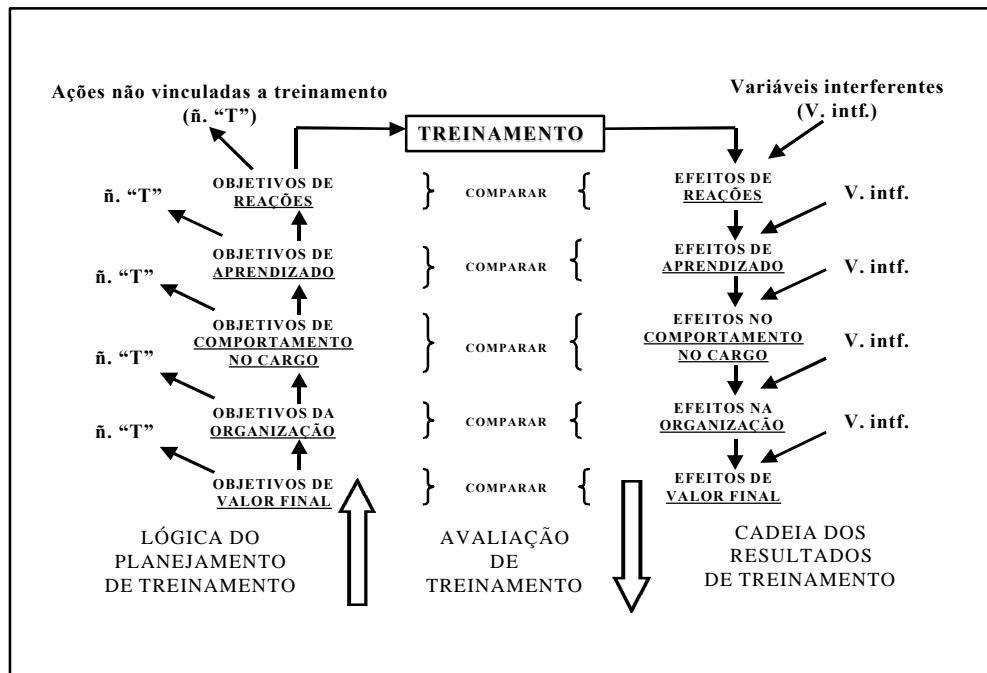 Ações não vinculadas a treinamento
(ñ. “T”)
Variáveis interferentes
(V. intf.)
TREINAMENTO
OBJETIVOS DE
REAÇÕES
COMPARAR
EFEITOS DE
REAÇÕES
ñ. “T”
V. intf.
OBJETIVOS DE
APRENDIZADO
COMPARAR
EFEITOS DE
APRENDIZADO
ñ. “T”
V. intf.
OBJETIVOS DE
COMPORTAMENTO
NO CARGO
COMPARAR
EFEITOS NO
COMPORTAMENTO
NO CARGO
ñ. “T”
V. intf.
OBJETIVOS DA
ORGANIZAÇÃO
COMPARAR
EFEITOS NA
ORGANIZAÇÃO
ñ. “T”
V. intf.
OBJETIVOS DE
VALOR FINAL
COMPARAR
EFEITOS DE
VALOR FINAL
LÓGICA DO
PLANEJAMENTO
DE TREINAMENTO
AVALIAÇÃO
DE
TREINAMENTO
CADEIA DOS
RESULTADOS
DE TREINAMENTO